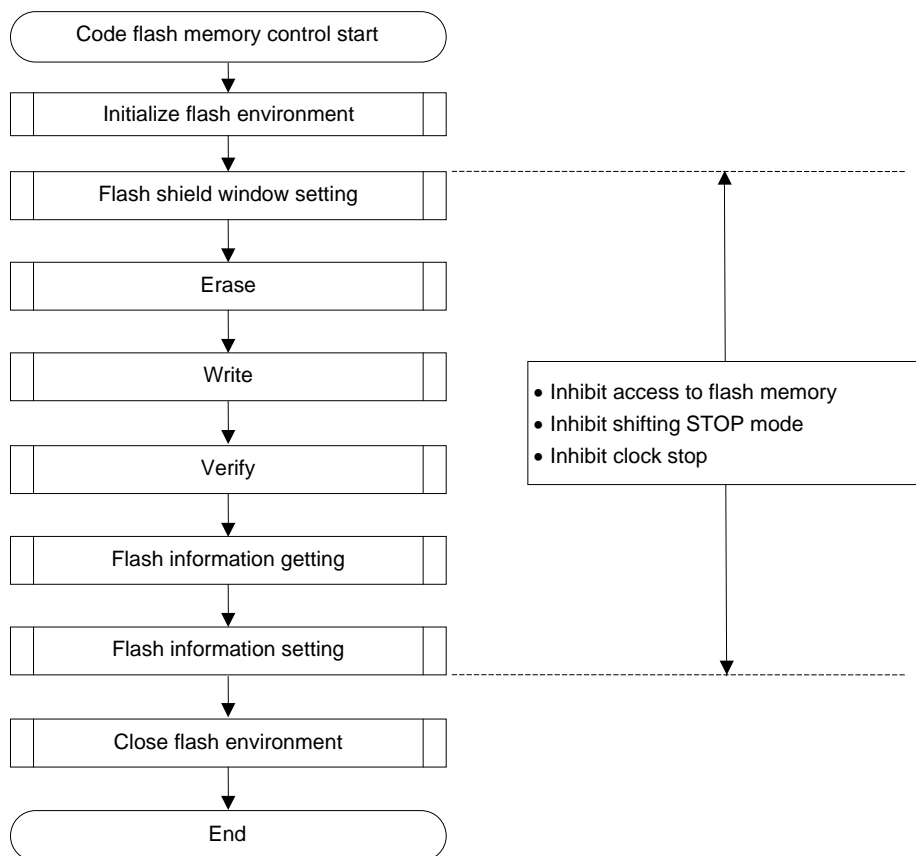 Code flash memory control start
Initialize flash environment
Flash shield window setting
Erase
Write
Verify
Flash information getting
Flash information setting
Close flash environment
End
• Inhibit access to flash memory
• Inhibit shifting STOP mode
• Inhibit clock stop